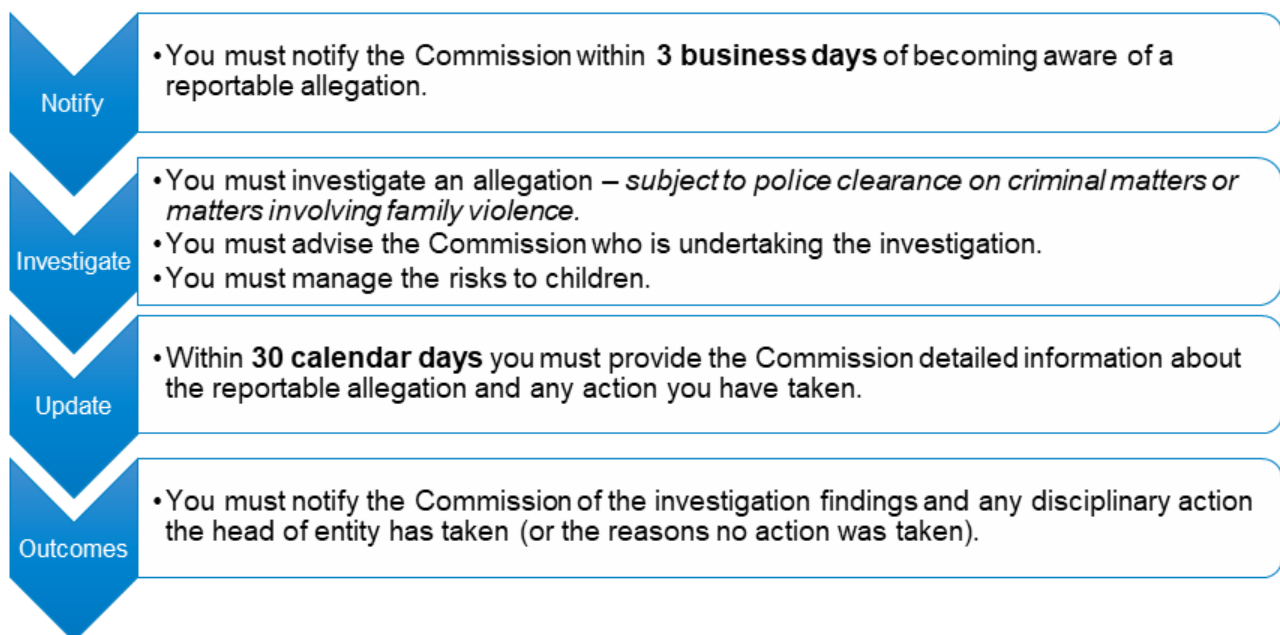 Notify
•You must notify the Commission within 3 business days of becoming aware of a
reportable allegation.
Investigate
•You must investigate an allegation – subject to police clearance on criminal matters or
matters involving family violence.
•You must advise the Commission who is undertaking the investigation.
•You must manage the risks to children.
Update
•Within 30 calendar days you must provide the Commission detailed information about
the reportable allegation and any action you have taken.
Outcomes
•You must notify the Commission of the investigation findings and any disciplinary action
the head of entity has taken (or the reasons no action was taken).